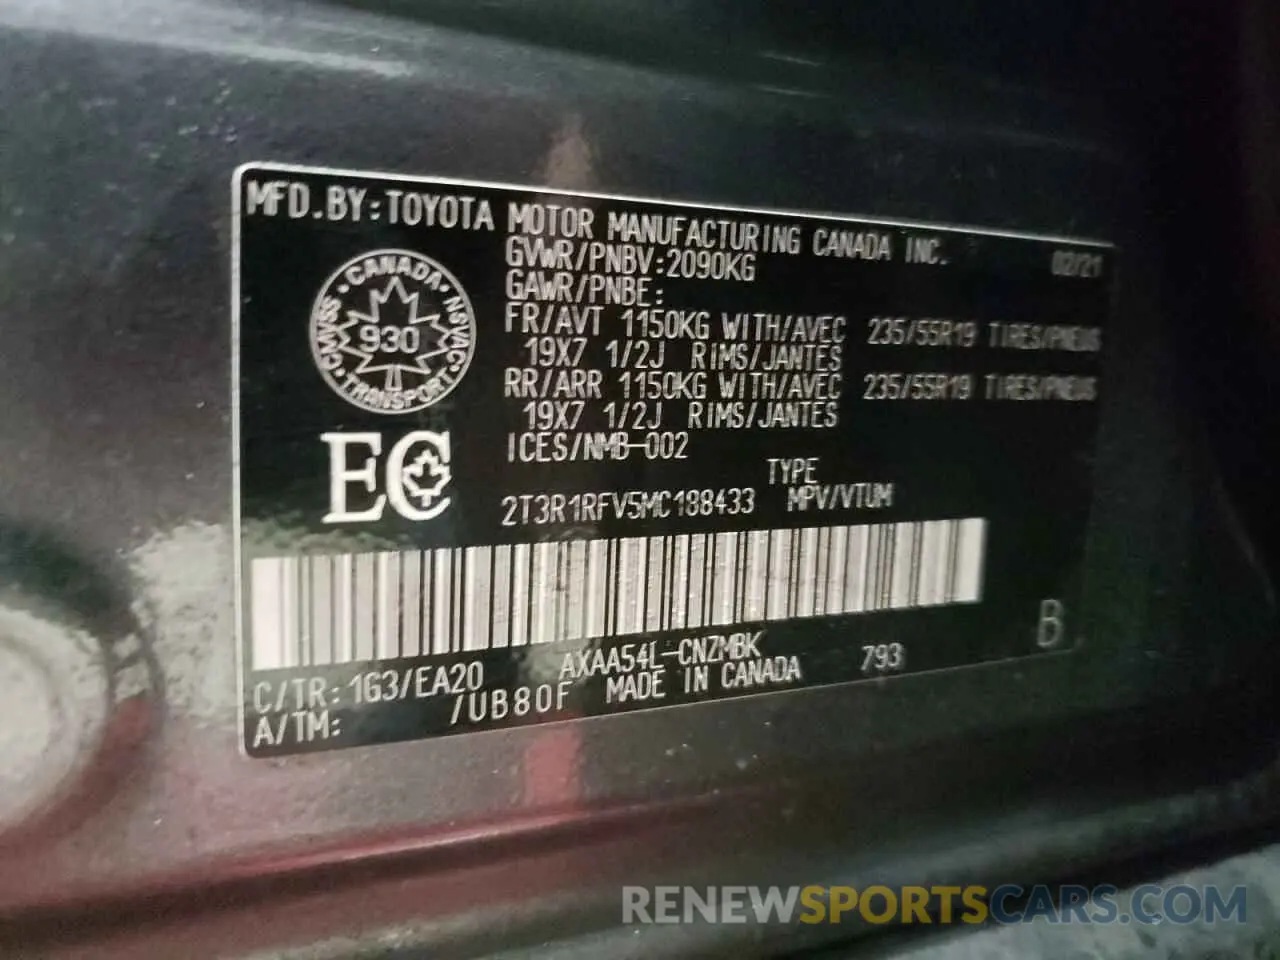 MFD.BY:TOYOTA MOTOR MANUFACTURING CANADA INC. 02/21
GVWR/PNBV:2090KG
GAWR/PNBE:
FR/AVT 1150KG WITH/AVEC 235/55R19 TIRES/PNEUS
19X7 1/2J RIMS/JANTES
RR/ARR 1150KG WITH/AVEC 235/55R19 TIRES/PNEUS
19X7 1/2J RIMS/JANTES
ICES/NMB-002
CANADA
CMVSS
NSVAC
930
TRANSPORT
EC
TYPE
2T3R1RFV5MC188433 MPV/VTUM
AXAA54L-CNZMBK 793 B
C/TR: 1G3/EA20 MADE IN CANADA
A/TM: /UB80F
RENEWSPORTSCARS.COM